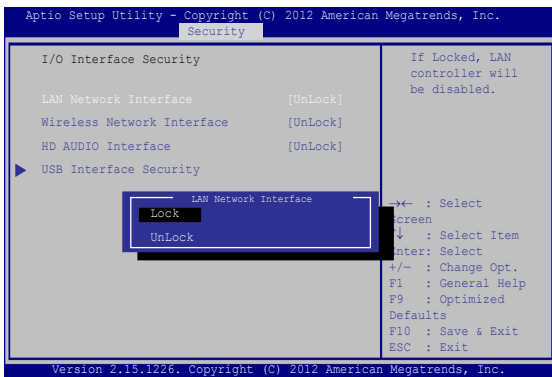 Aptio Setup Utility - Copyright (C) 2012 American Megatrends, Inc.
Security
I/O Interface Security
LAN Network Interface [UnLock]
Wireless Network Interface [UnLock]
HD AUDIO Interface [UnLock]
USB Interface Security
If Locked, LAN
controller will
be disabled.
LAN Network Interface
Lock
UnLock
→← : Select
Screen
↑↓ : Select Item
Enter: Select
+/— : Change Opt.
F1 : General Help
F9 : Optimized
Defaults
F10 : Save & Exit
ESC : Exit
Version 2.15.1226. Copyright (C) 2012 American Megatrends, Inc.